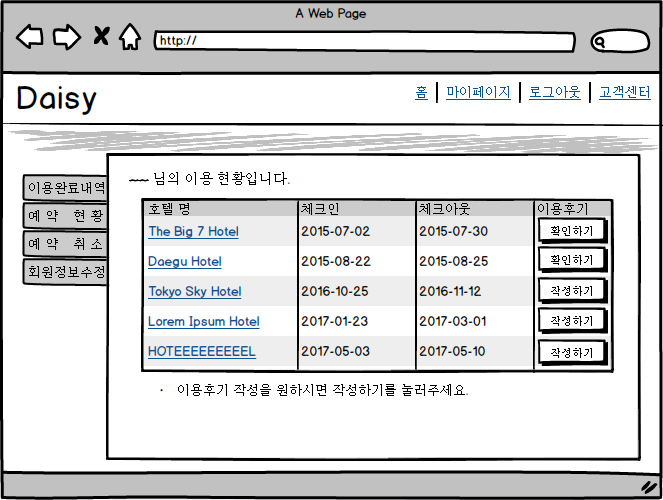 A Web Page
http://
Daisy
홈 | 마이페이지 | 로그아웃 | 고객센터
이용완료내역
예 약 현 황
예 약 취 소
회원정보수정
~~ 님의 이용 현황입니다.
호텔 명 체크인 체크아웃 이용후기
The Big 7 Hotel 2015-07-02 2015-07-30 확인하기
Daegu Hotel 2015-08-22 2015-08-25 확인하기
Tokyo Sky Hotel 2016-10-25 2016-11-12 작성하기
Lorem Ipsum Hotel 2017-01-23 2017-03-01 작성하기
HOTEEEEEEEEEL 2017-05-03 2017-05-10 작성하기
· 이용후기 작성을 원하시면 작성하기를 눌러주세요.